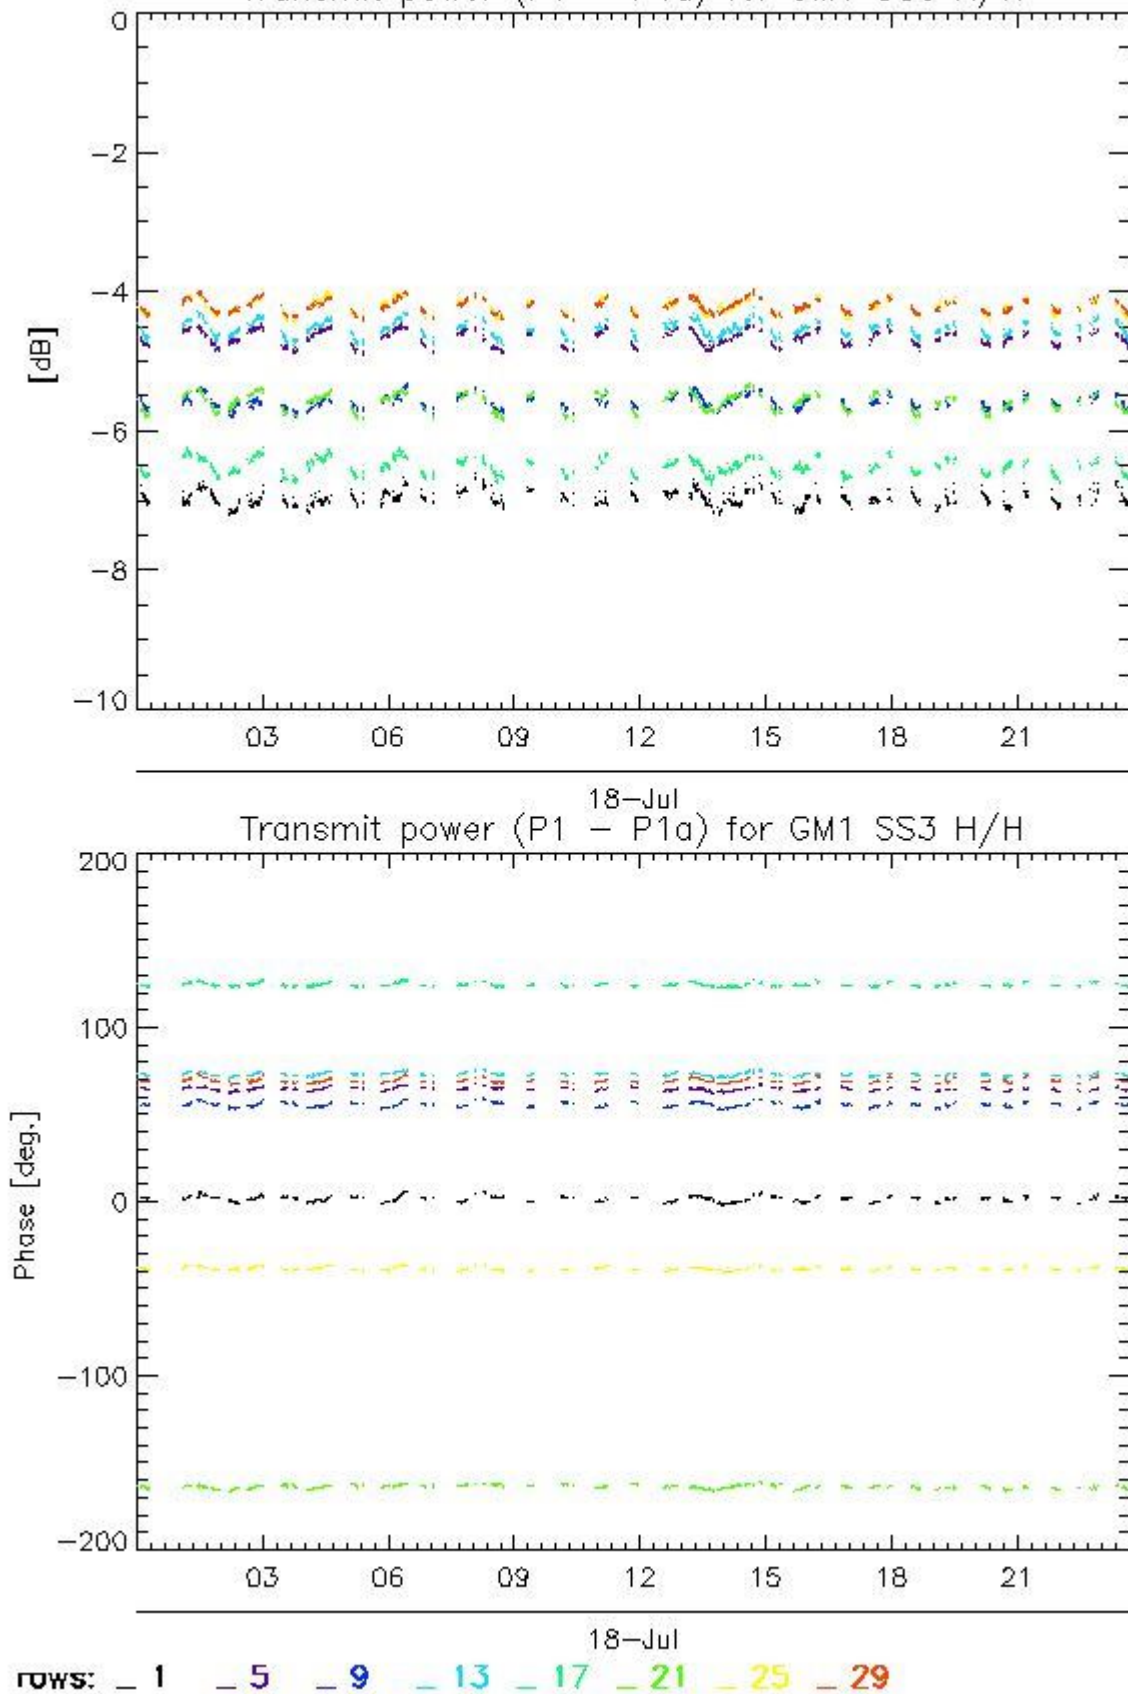 0
-2
-4
-6
-8
-10
[dB]
03 06 09 12 15 18 21
18-Jul
Transmit power (P1 - P1a) for GM1 SS3 H/H
200
100
0
-100
-200
Phase [deg.]
03 06 09 12 15 18 21
18-Jul
rows: _ 1 _ 5 _ 9 _ 13 _ 17 _ 21 _ 25 _ 29